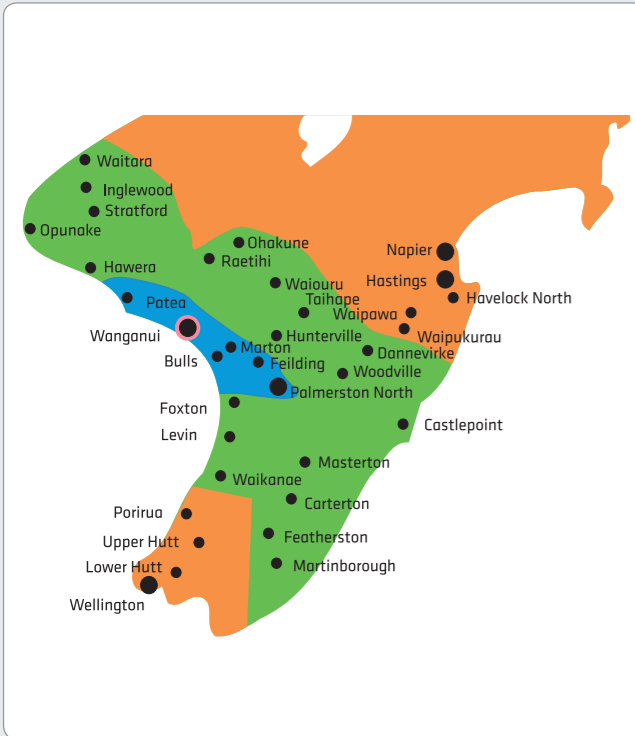 Waitara
Inglewood
Stratford
Opunake
Ohakune
Napier
Raetihi
Hawera
Hastings
Waiouru
Havelock North
Taihape
Patea
Waipawa
Wanganui
Hunterville
Waipukurau
Marton
Dannevirke
Bulls
Feilding
Woodville
Palmerston North
Foxton
Castlepoint
Levin
Masterton
Waikanae
Carterton
Porirua
Featherston
Upper Hutt
Lower Hutt
Martinborough
Wellington